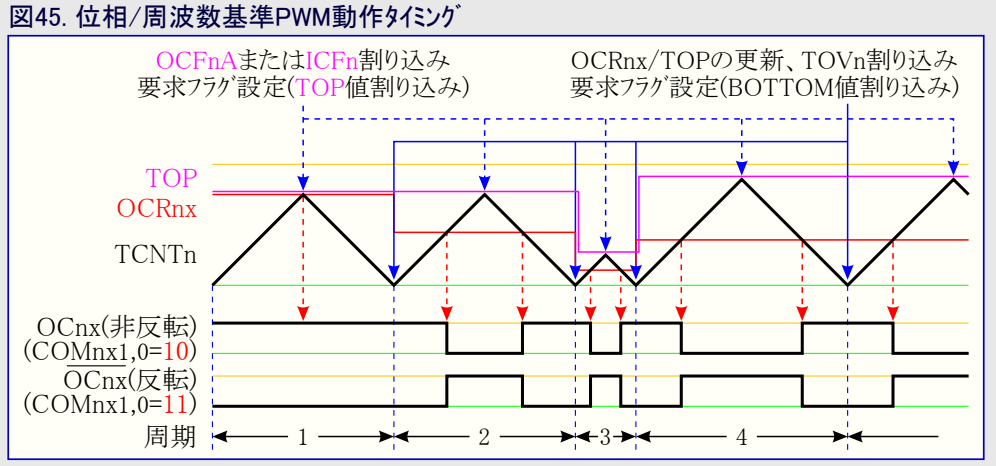 図45. 位相/周波数基準PWM動作ﾀｲﾐﾝｸﾞ
OCFnAまたはICFn割り込み
要求ﾌﾗｸﾞ設定(TOP値割り込み)
OCRnx/TOPの更新、TOVn割り込み
要求ﾌﾗｸﾞ設定(BOTTOM値割り込み)
TOP
OCRnx
TCNTn
OCnx(非反転)
(COMnx1,0=10)
OCnx(反転)
(COMnx1,0=11)
周期 1 2 3 4